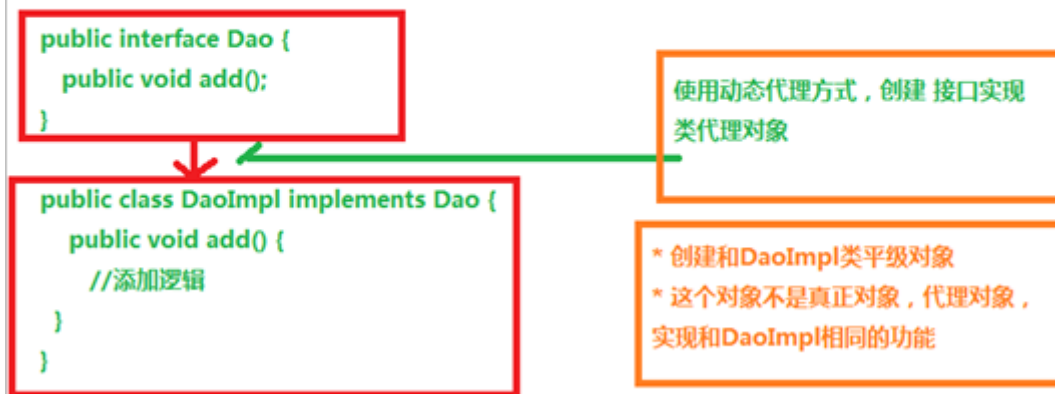 public interface Dao {
public void add();
}
public class DaoImpl implements Dao {
public void add() {
//添加逻辑
}
}
使用动态代理方式，创建 接口实现
类代理对象
* 创建和DaoImpl类平级对象
* 这个对象不是真正对象，代理对象，
实现和DaoImpl相同的功能